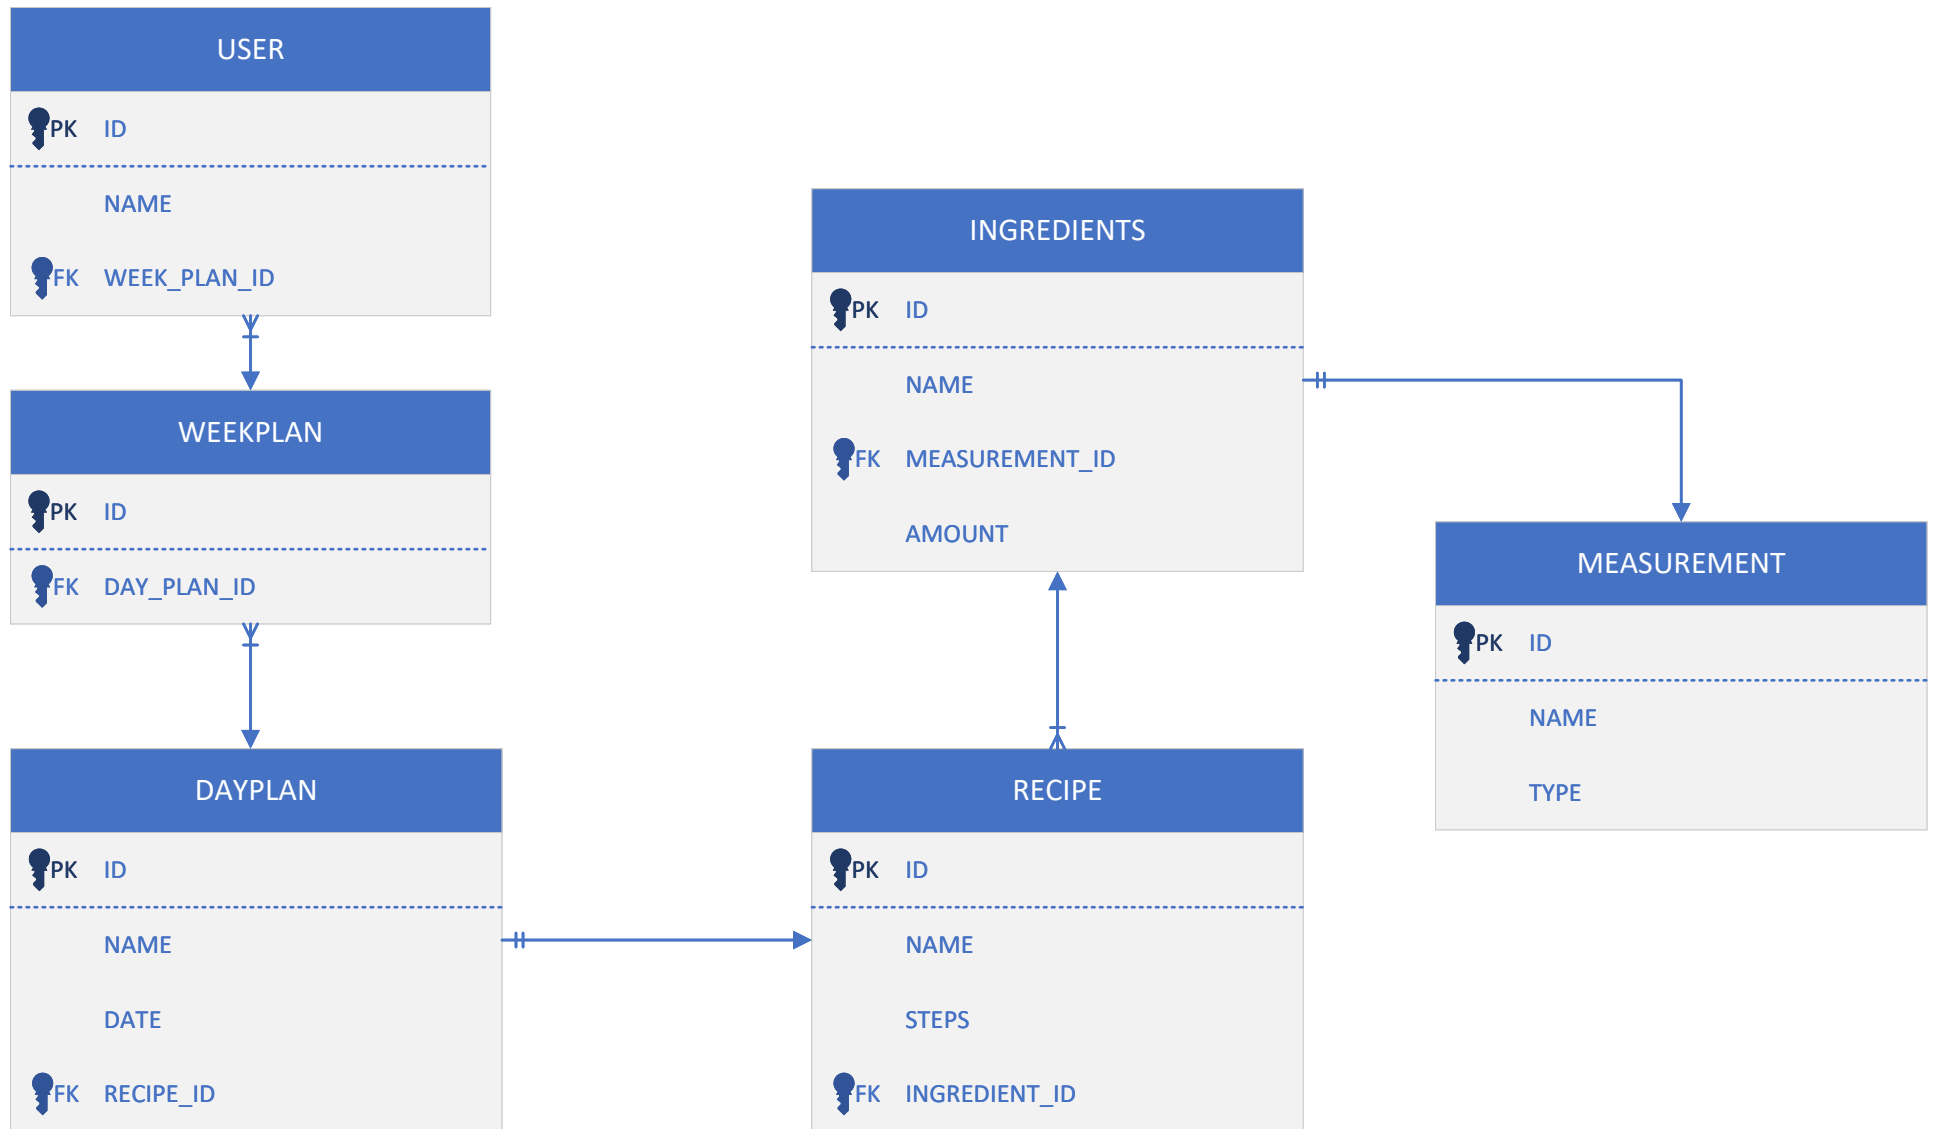 USER
PK ID
NAME
FK WEEK_PLAN_ID
WEEKPLAN
PK ID
FK DAY_PLAN_ID
DAYPLAN
PK ID
NAME
DATE
FK RECIPE_ID
INGREDIENTS
PK ID
NAME
FK MEASUREMENT_ID
AMOUNT
RECIPE
PK ID
NAME
STEPS
FK INGREDIENT_ID
MEASUREMENT
PK ID
NAME
TYPE